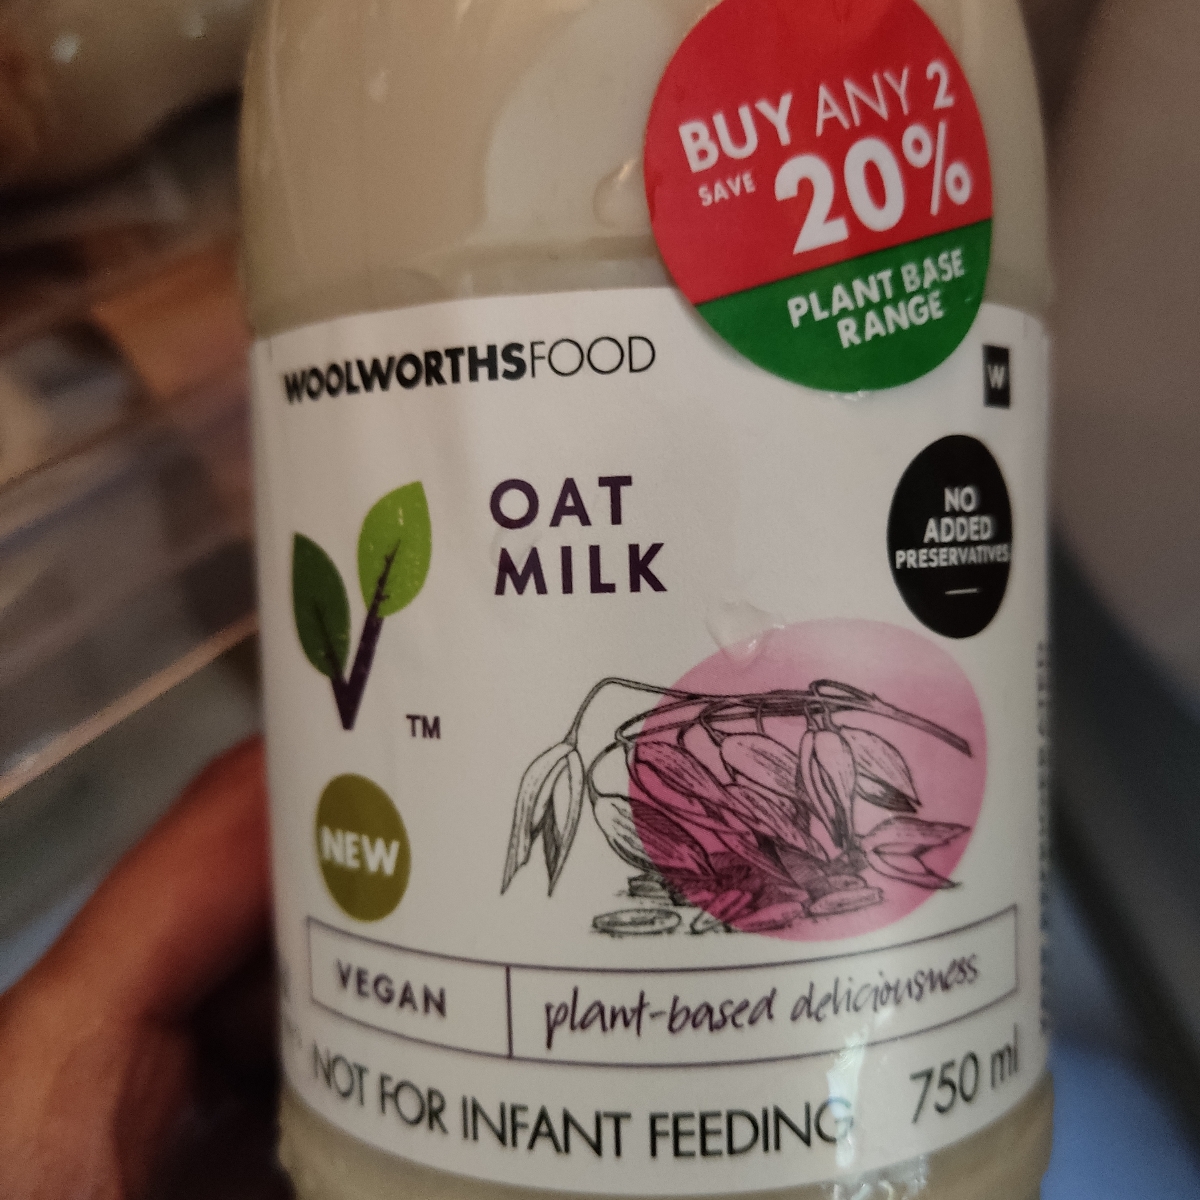 BUY ANY 2
SAVE 20%
PLANT BASE
RANGE
WOOLWORTHSFOOD
W
OAT
MILK
NO
ADDED
PRESERVATIVES
TM
NEW
VEGAN
plant-based deliciousness
NOT FOR INFANT FEEDING
750 ml